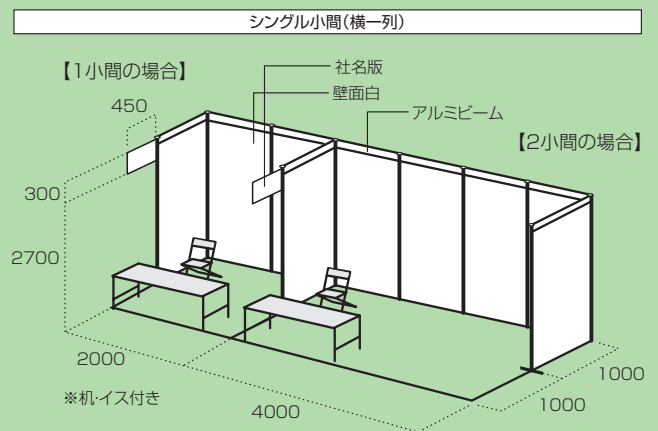 シングル小間（横一列）
【1小間の場合】
社名版
壁面白
450
アルミビーム
【2小間の場合】
300
2700
2000
1000
※机・イス付き
4000
1000